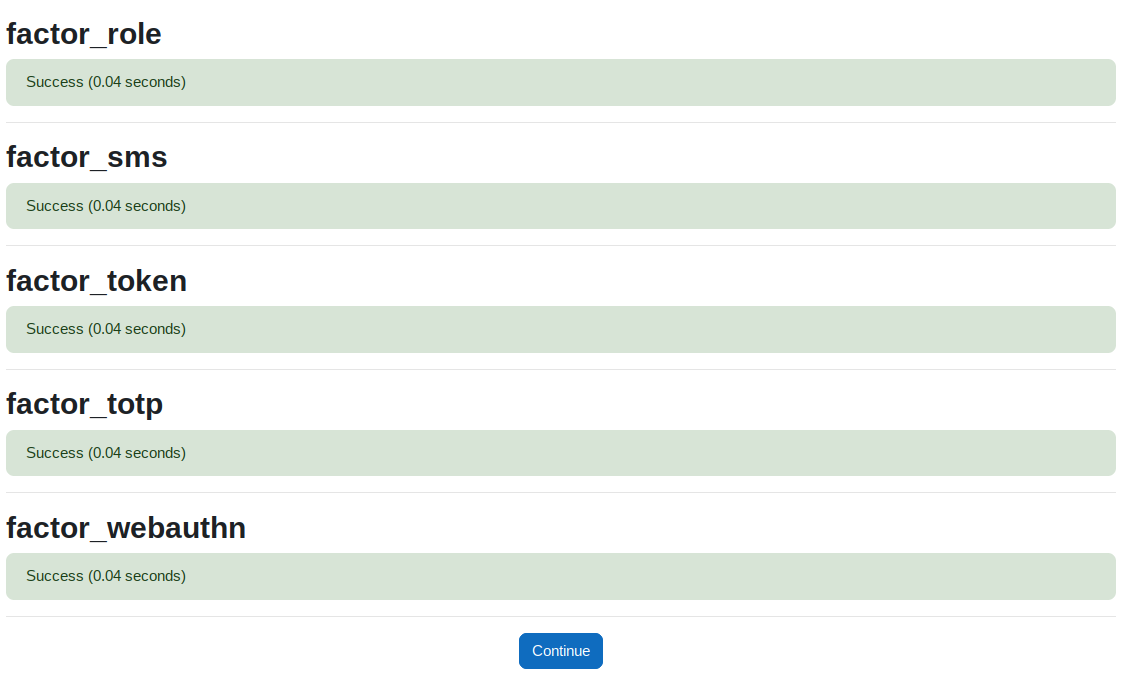 factor_role
Success (0.04 seconds)
factor_sms
Success (0.04 seconds)
factor_token
Success (0.04 seconds)
factor_totp
Success (0.04 seconds)
factor_webauthn
Success (0.04 seconds)
Continue